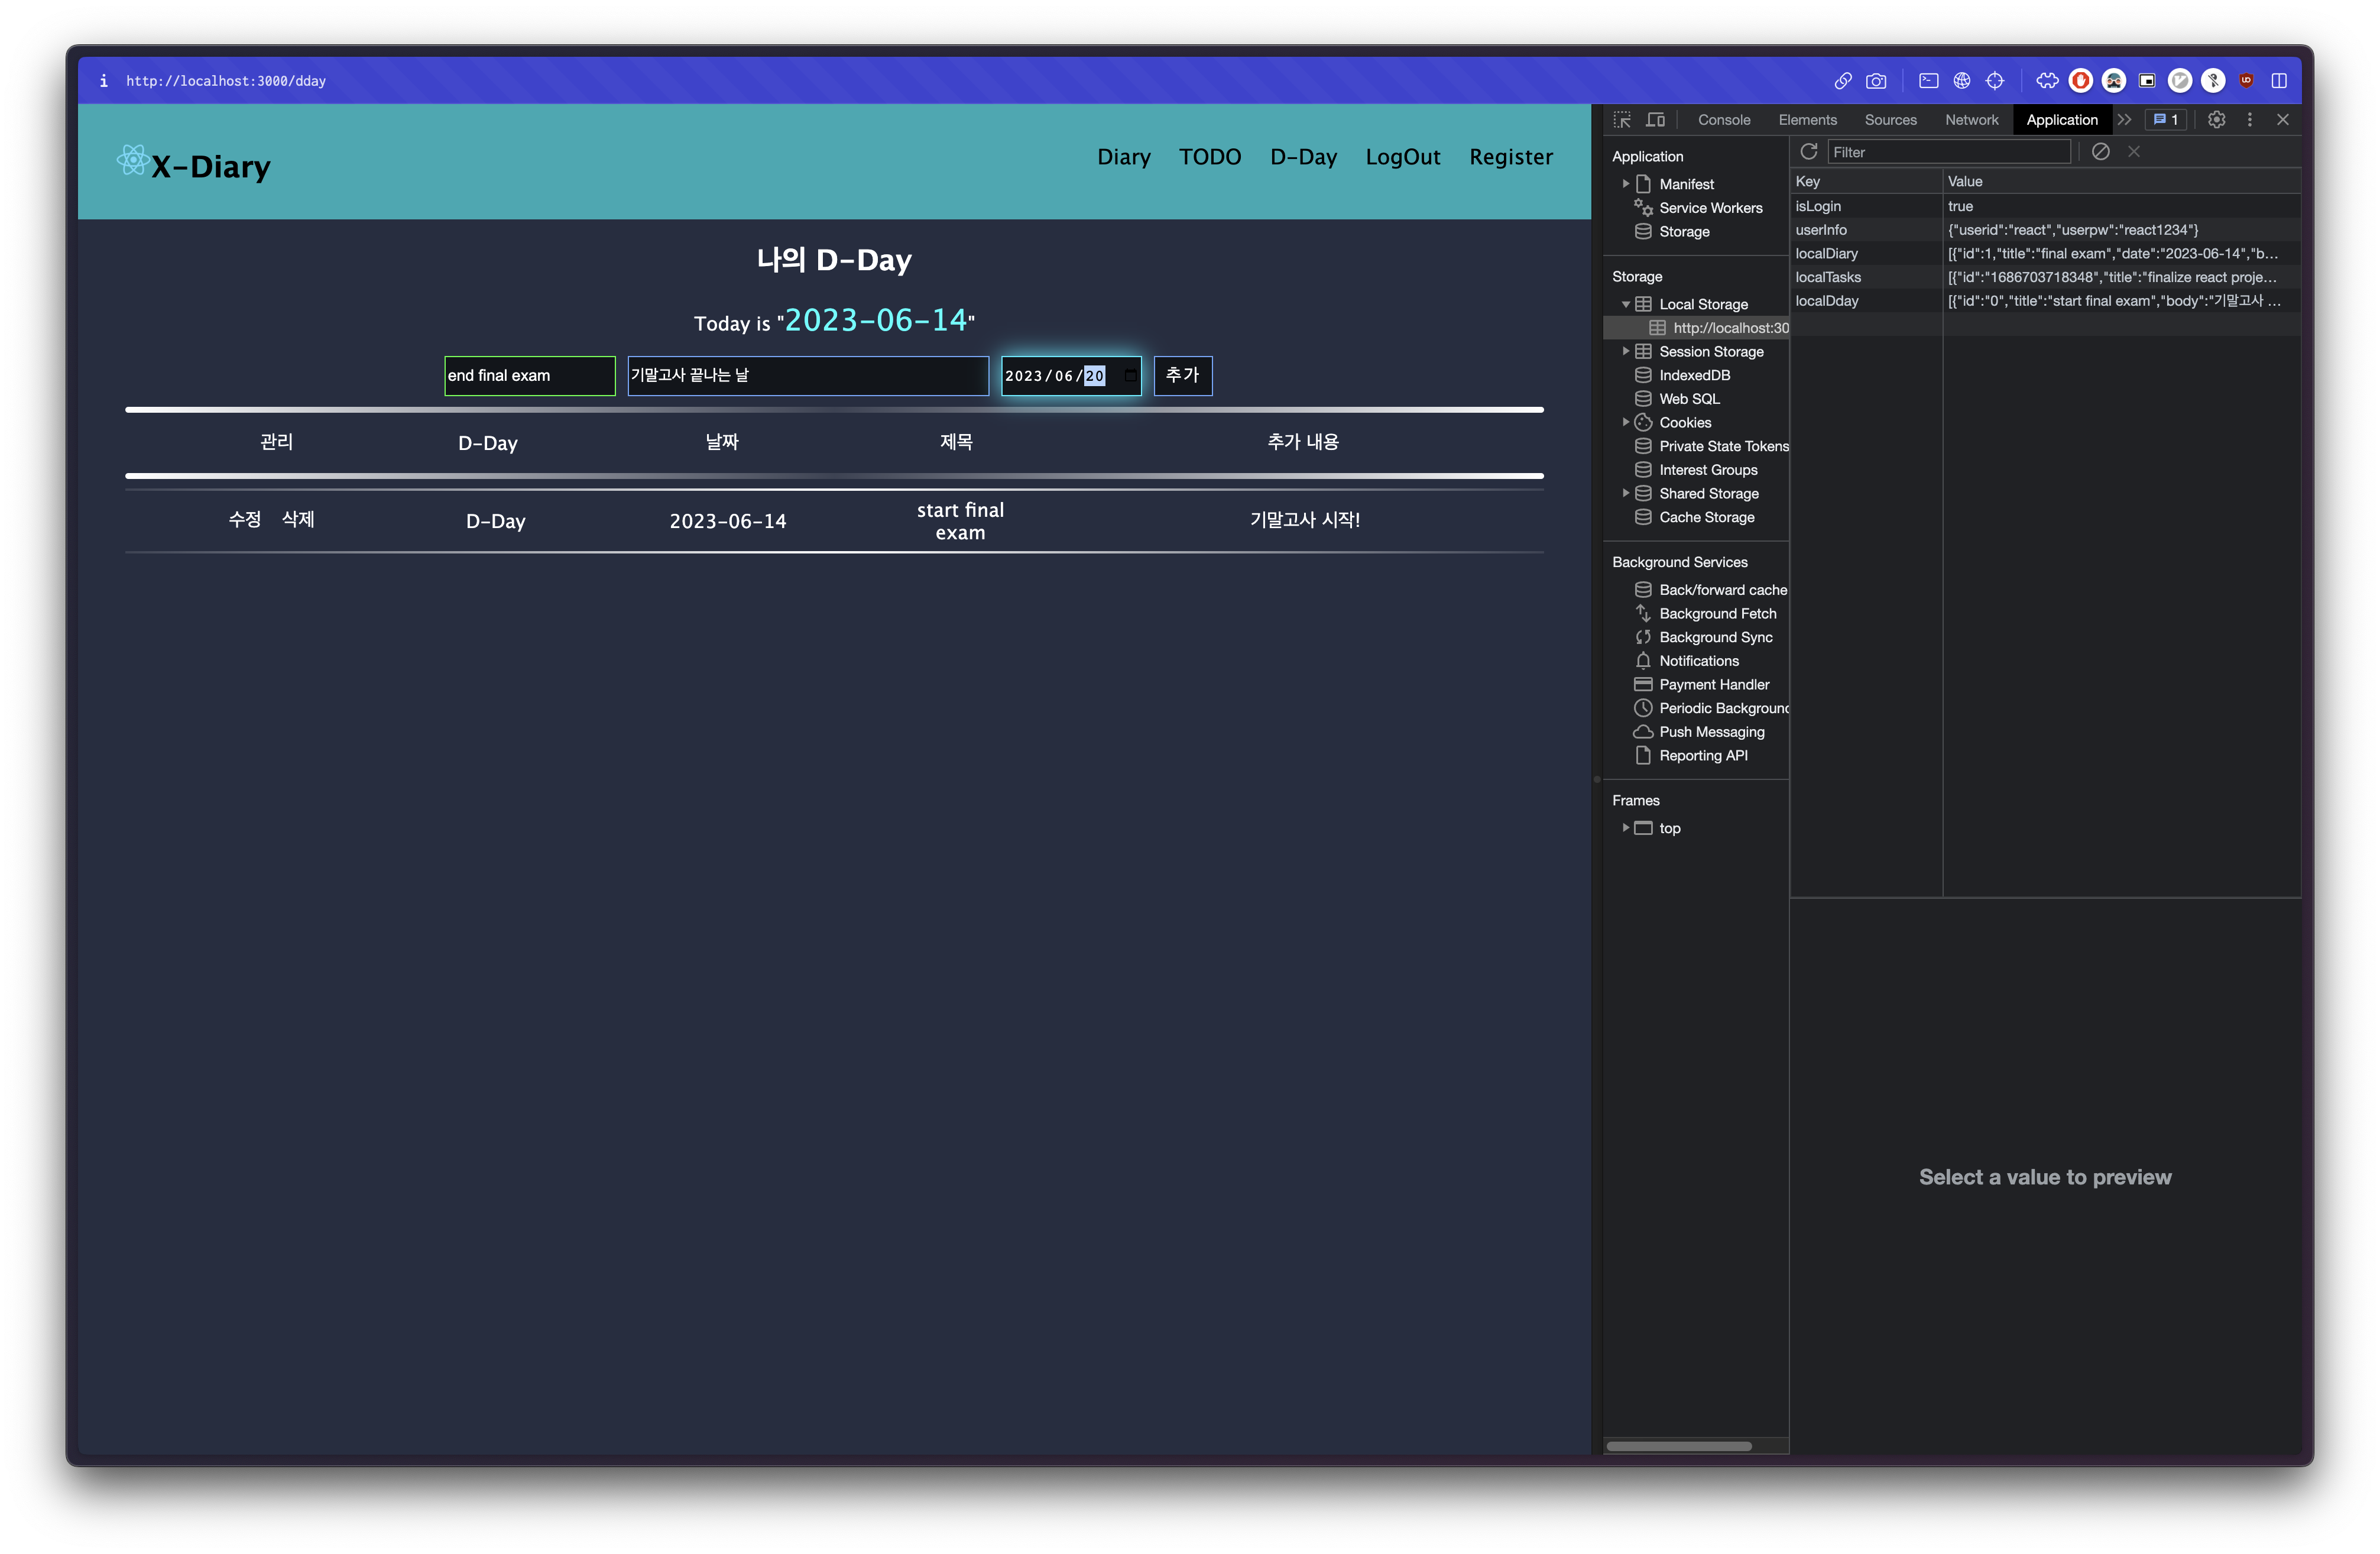 i http://localhost:3000/dday
X-Diary
Diary TODO D-Day LogOut Register
나의 D-Day
Today is "2023-06-14"
end final exam
기말고사 끝나는 날
2023/06/20
추가
관리 D-Day 날짜 제목 추가 내용
수정 삭제 D-Day 2023-06-14 start final
exam
기말고사 시작!
Console Elements Sources Network Application 1
Application
Manifest
Service Workers
Storage
Storage
Local Storage
http://localhost:30
Session Storage
IndexedDB
Web SQL
Cookies
Private State Tokens
Interest Groups
Shared Storage
Cache Storage
Background Services
Back/forward cache
Background Fetch
Background Sync
Notifications
Payment Handler
Periodic Background
Push Messaging
Reporting API
Frames
top
Filter
Key Value
isLogin true
userInfo {"userid":"react","userpw":"react1234"}
localDiary [{"id":1,"title":"final exam","date":"2023-06-14","b…
localTasks [{"id":"1686703718348","title":"finalize react proje…
localDday [{"id":"0","title":"start final exam","body":"기말고사 …
Select a value to preview